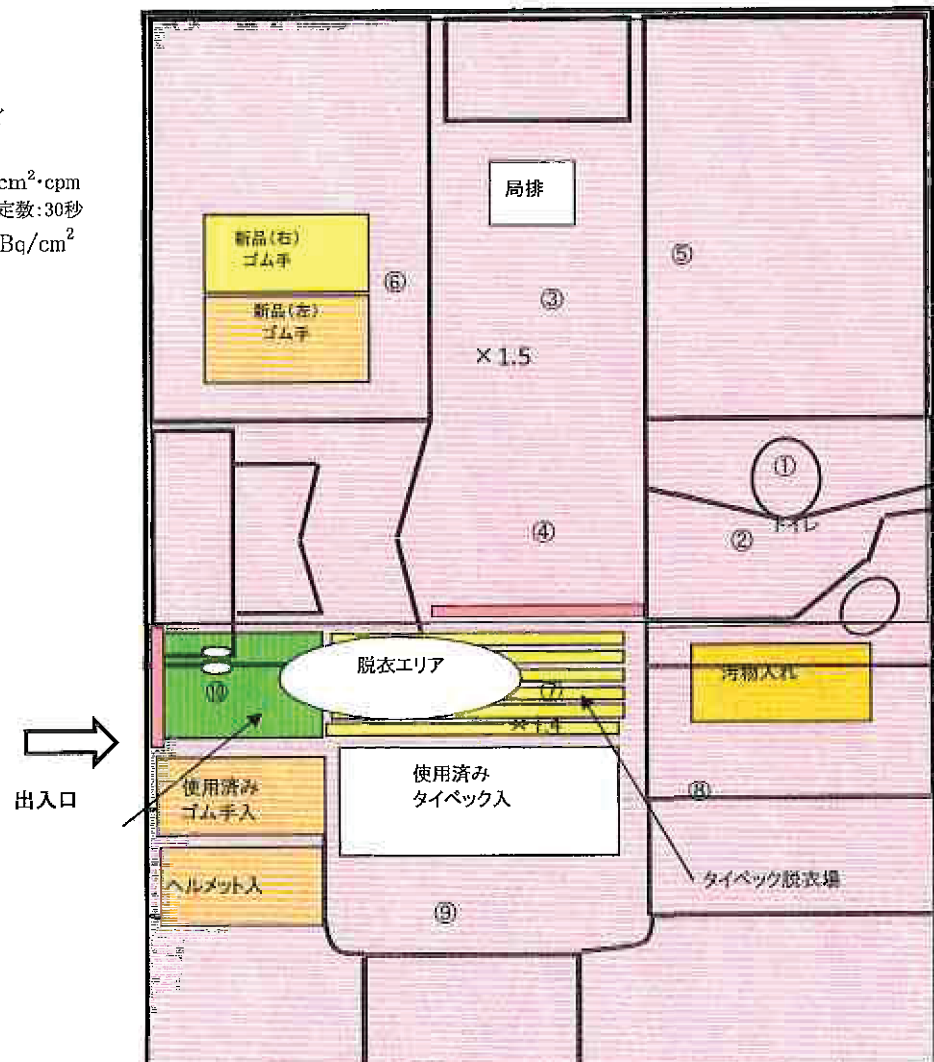 cm²・cpm
定数:30秒
Bq/cm²
局排
新品(右)
ゴム手
新品(左)
ゴム手
⑥
③
⑤
×1.5
①
トイレ
②
④
脱衣エリア
⑦
×1.4
⑩
汚物入れ
出入口
使用済み
ゴム手入
使用済み
タイベック入
⑧
ヘルメット入
タイベック脱衣場
⑨